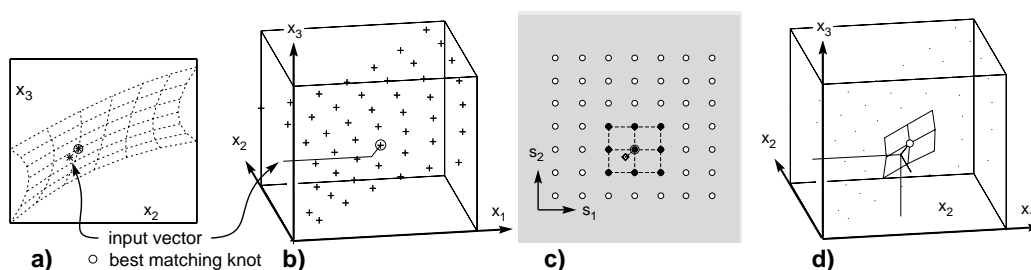 x3
x2
a)
input vector
best matching knot
x3
x2
x1
b)
s2
s1
c)
x3
x2
x2
d)